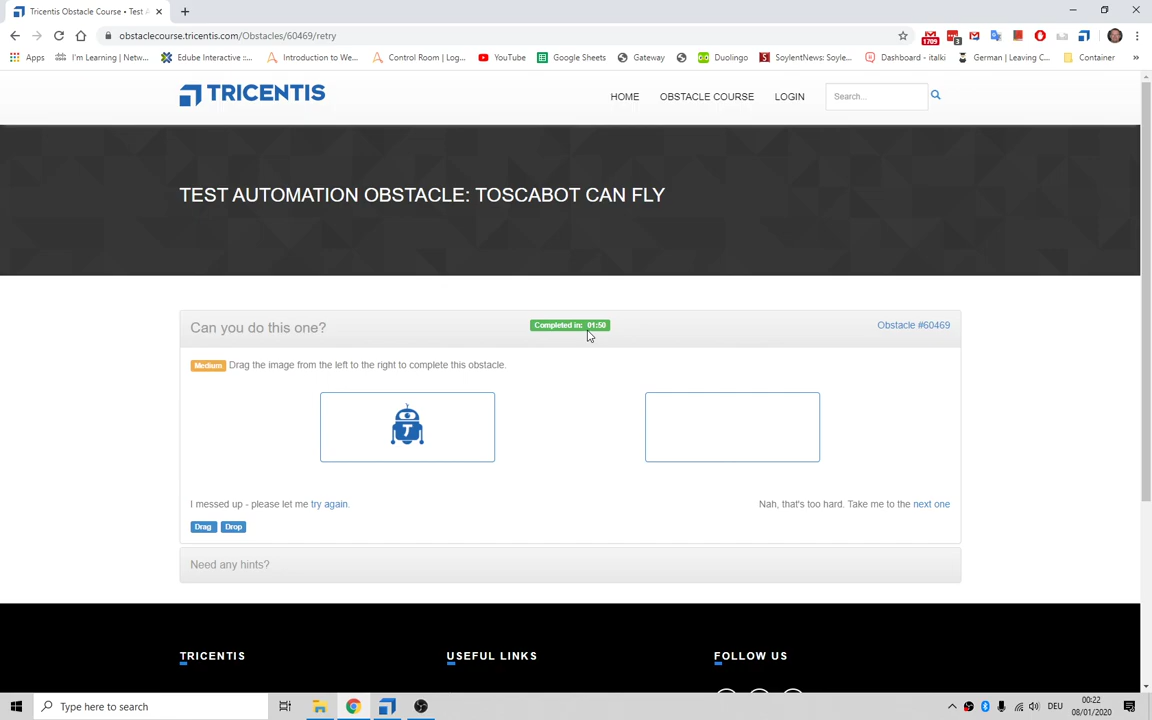 Tricentis Obstacle Course • Test A
obstaclecourse.tricentis.com/Obstacles/60469/retry
1709
3
Apps
I'm Learning | Netw...
Edube Interactive ::...
Introduction to We...
Control Room | Log...
YouTube
Google Sheets
Gateway
Duolingo
SoylentNews: Soyle...
Dashboard - italki
German | Leaving C...
Container
»
TRICENTIS
HOME
OBSTACLE COURSE
LOGIN
Search...
TEST AUTOMATION OBSTACLE: TOSCABOT CAN FLY
Can you do this one?
Completed in: 01:50
Obstacle #60469
Medium Drag the image from the left to the right to complete this obstacle.
T
I messed up - please let me try again.
Nah, that's too hard. Take me to the next one
Drag Drop
Need any hints?
TRICENTIS
USEFUL LINKS
FOLLOW US
Type here to search
DEU
00:22
08/01/2020